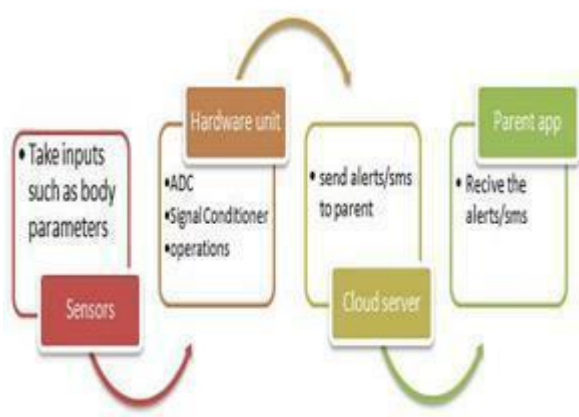 • Take inputs
such as body
parameters
Sensors
Hardware unit
•ADC
•Signal Conditioner
•operations
• send alerts/sms
to parent
Cloud server
Parent app
• Recive the
alerts/sms